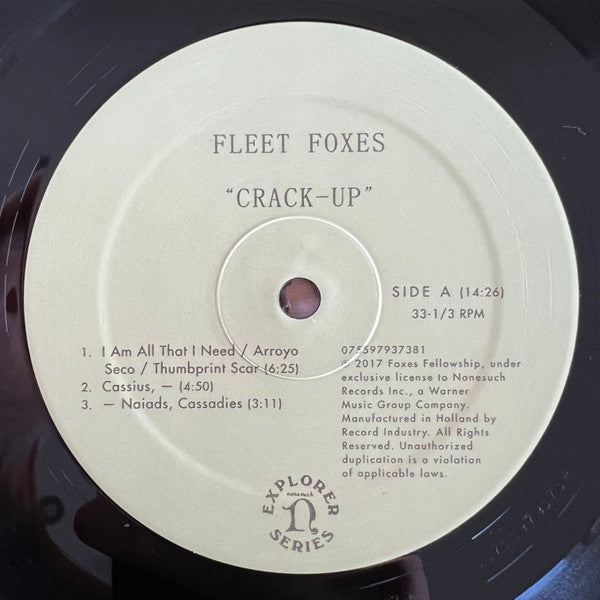 FLEET FOXES
“CRACK-UP”
SIDE A (14:26)
33-1/3 RPM
1. I Am All That I Need / Arroyo
Seco / Thumbprint Scar (6:25)
2. Cassius, – (4:50)
3. – Naiads, Cassadies (3:11)
075597937381
℗ 2017 Foxes Fellowship, under
exclusive license to Nonesuch
Records Inc., a Warner
Music Group Company.
Manufactured in Holland by
Record Industry. All Rights
Reserved. Unauthorized
duplication is a violation
of applicable laws.
EXPLORER
nonesuch
n
SERIES